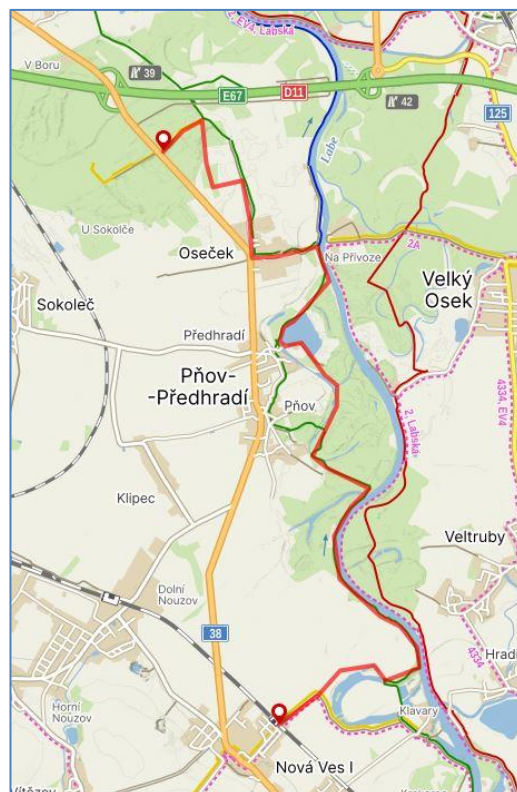 1, EV4, Labská
V Boru
39
E67
D11
42
125
Labe
U Sokolče
Oseček
Na Přívoze
2A
Velký
Osek
Sokoleč
Předhradí
Pňov-
-Předhradí
Pňov
4334, EV4
2, Labská
Klipec
Veltruby
Dolní
Nouzov
38
Hradi
4334
Horní
Nouzov
Klavary
Nová Ves I